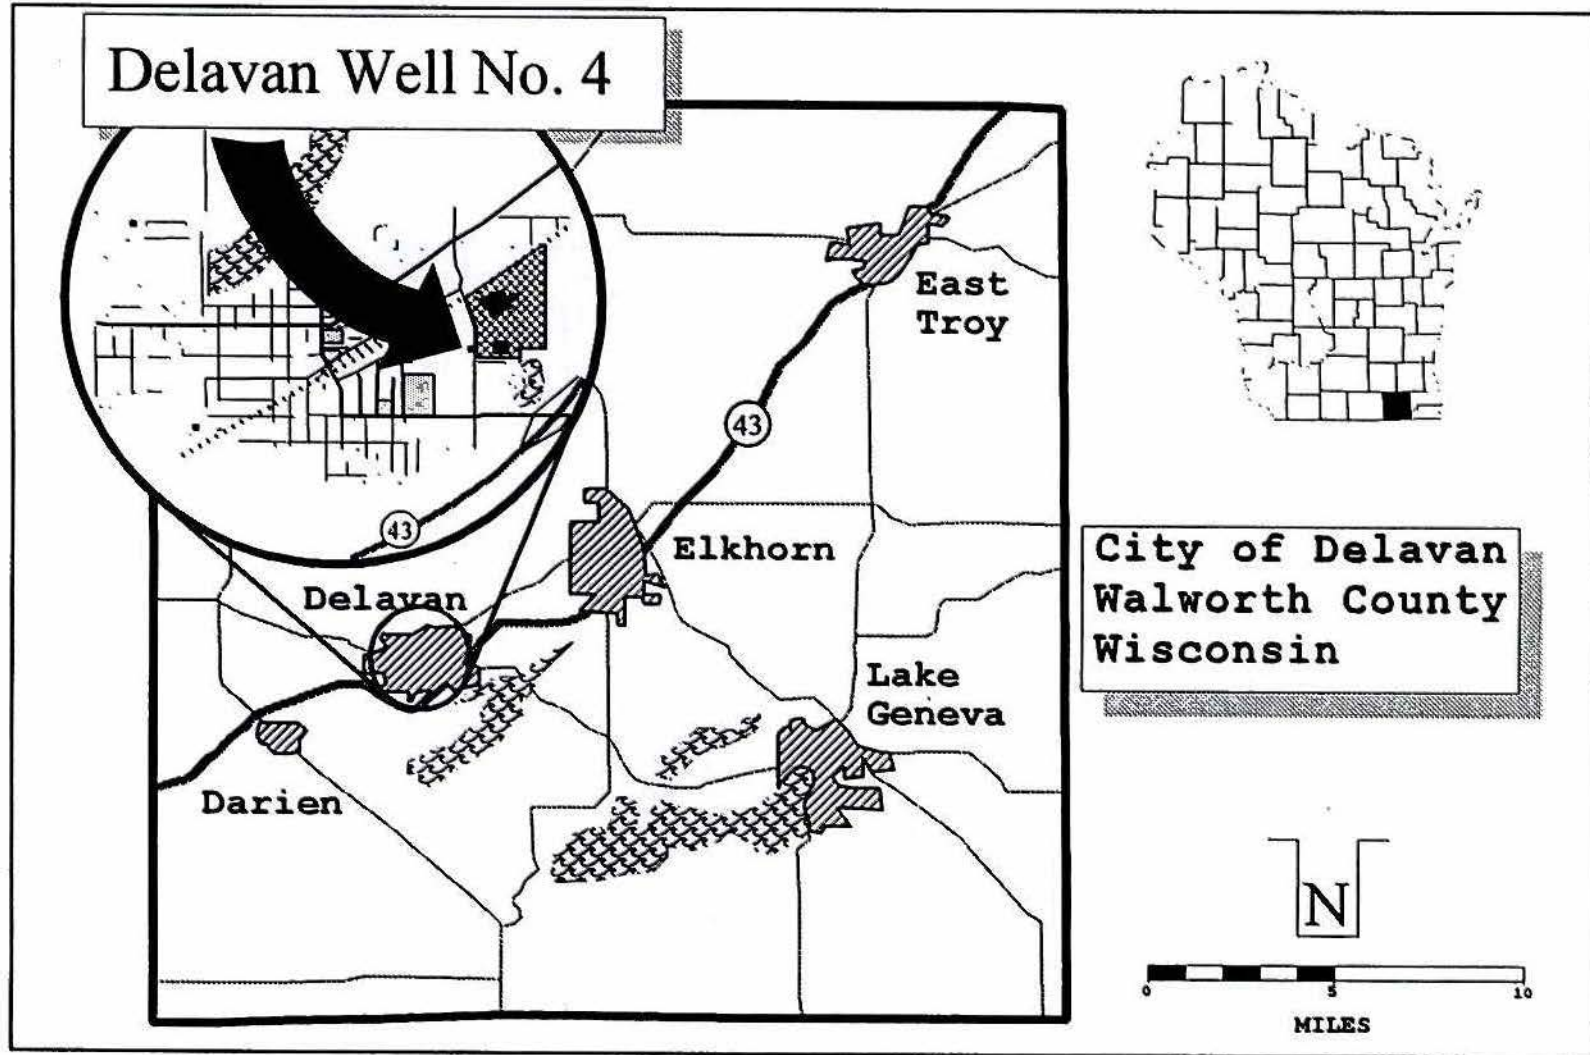 Delavan Well No. 4
East
Troy
43
43
Elkhorn
Delavan
City of Delavan
Walworth County
Wisconsin
Lake
Geneva
Darien
N
0 5 10
MILES